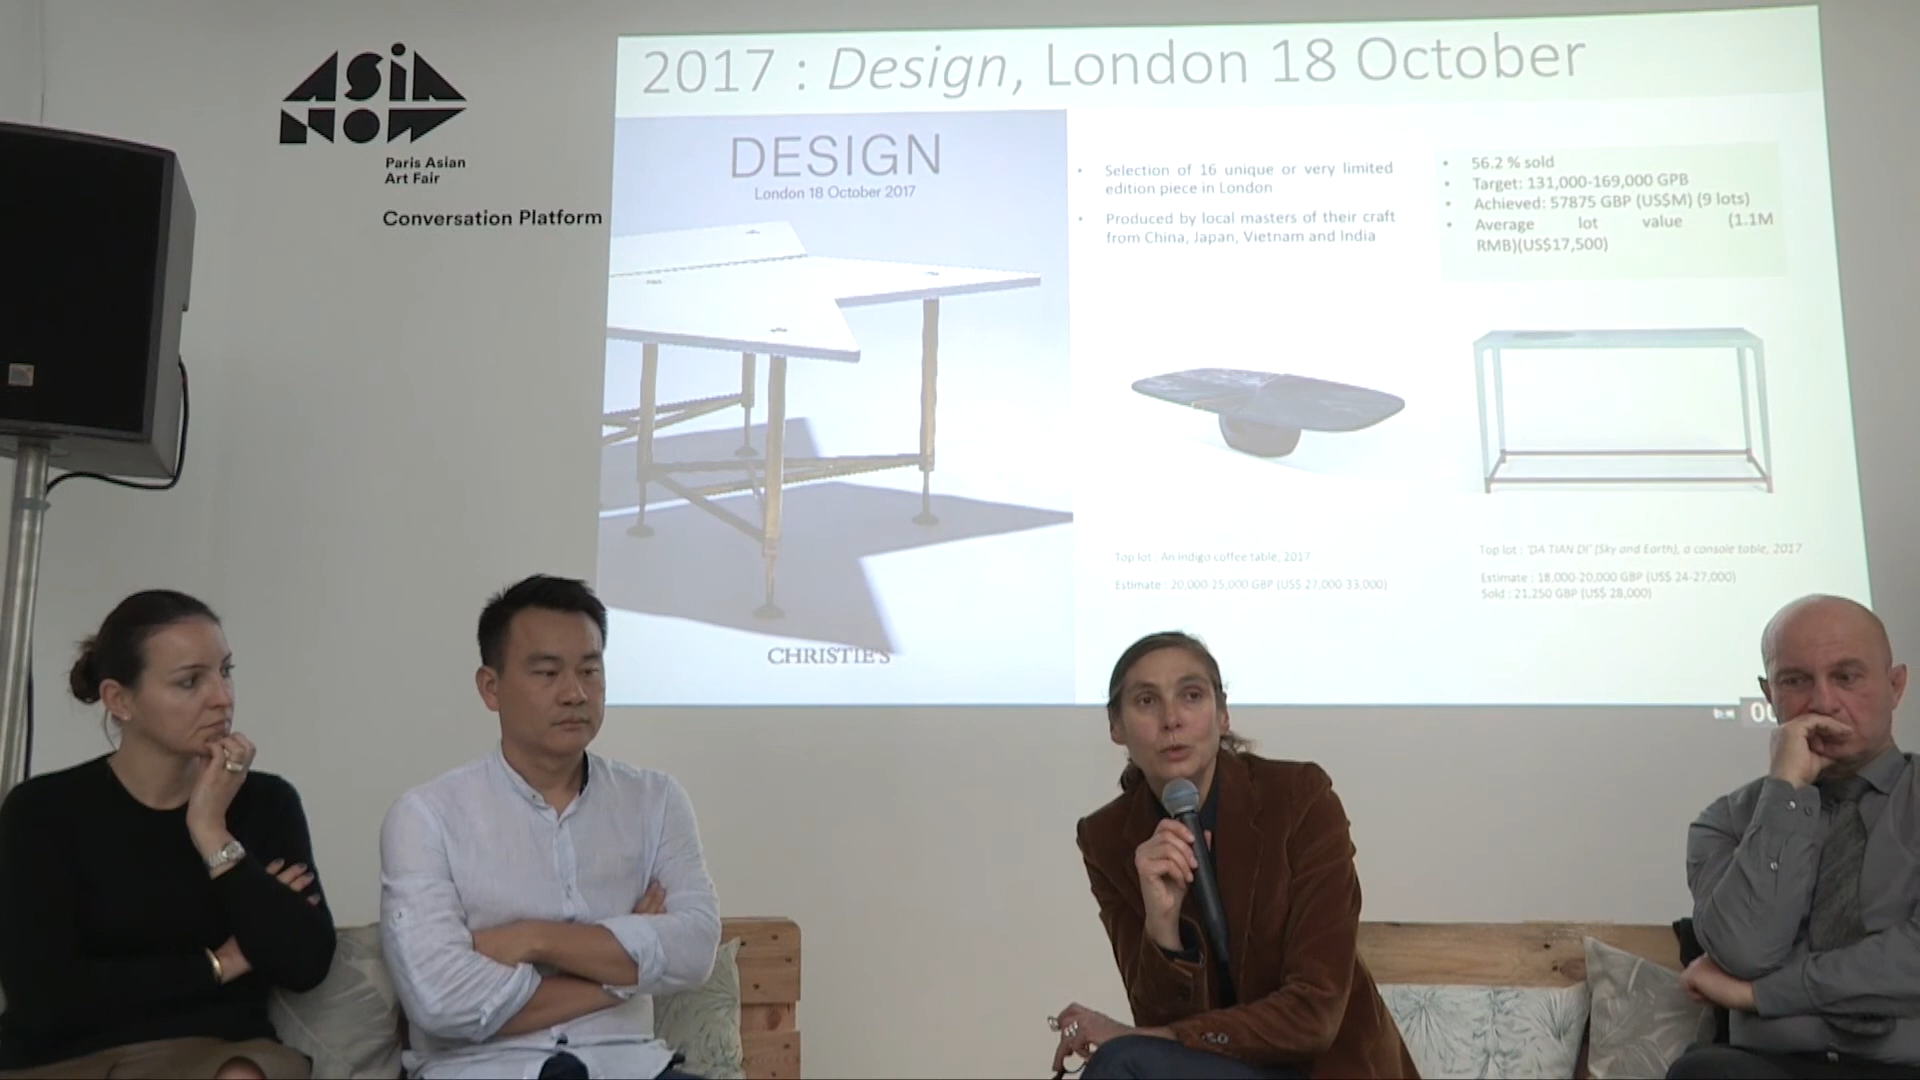 ASIA
NOW
Paris Asian
Art Fair
Conversation Platform
2017 : Design, London 18 October
DESIGN
London 18 October 2017
CHRISTIE'S
• Selection of 16 unique or very limited
edition piece in London
• Produced by local masters of their craft
from China, Japan, Vietnam and India
• 56.2 % sold
• Target: 131,000-169,000 GPB
• Achieved: 57875 GBP (US$M) (9 lots)
• Average lot value (1.1M
RMB)(US$17,500)
Top lot : An indigo coffee table, 2017
Estimate : 20,000-25,000 GBP (US$ 27,000-33,000)
Top lot : 'DA TIAN DI' (Sky and Earth), a console table, 2017
Estimate : 18,000-20,000 GBP (US$ 24-27,000)
Sold : 21,250 GBP (US$ 28,000)